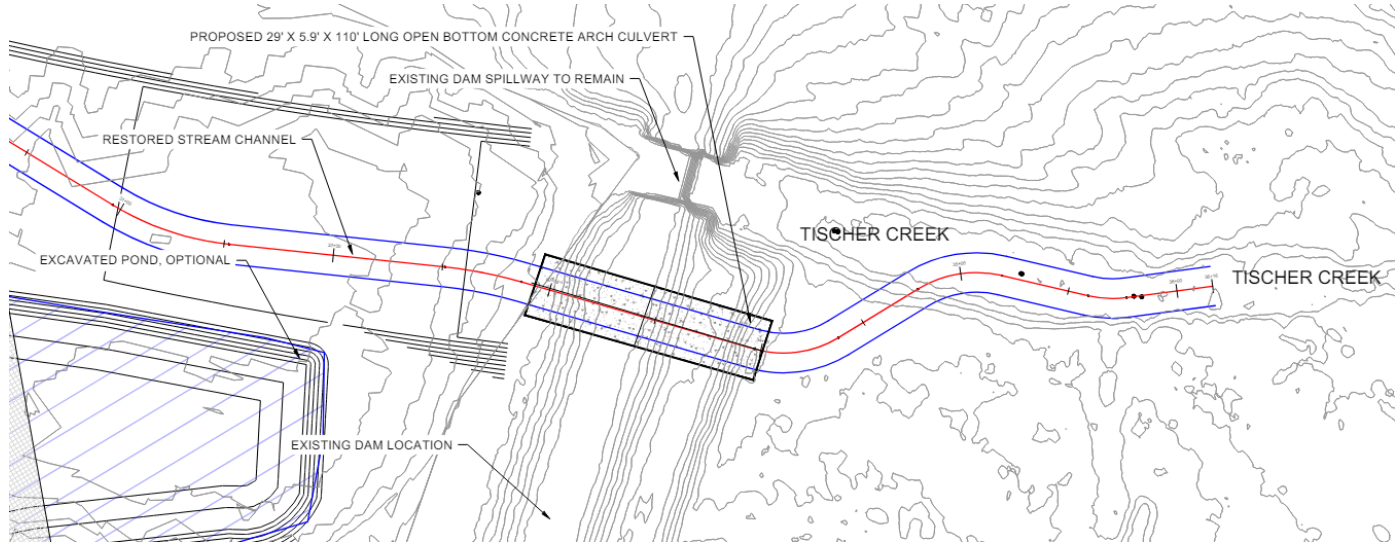 PROPOSED 29' X 5.9' X 110' LONG OPEN BOTTOM CONCRETE ARCH CULVERT
EXISTING DAM SPILLWAY TO REMAIN
RESTORED STREAM CHANNEL
TISCHER CREEK
EXCAVATED POND, OPTIONAL
TISCHER CREEK
EXISTING DAM LOCATION